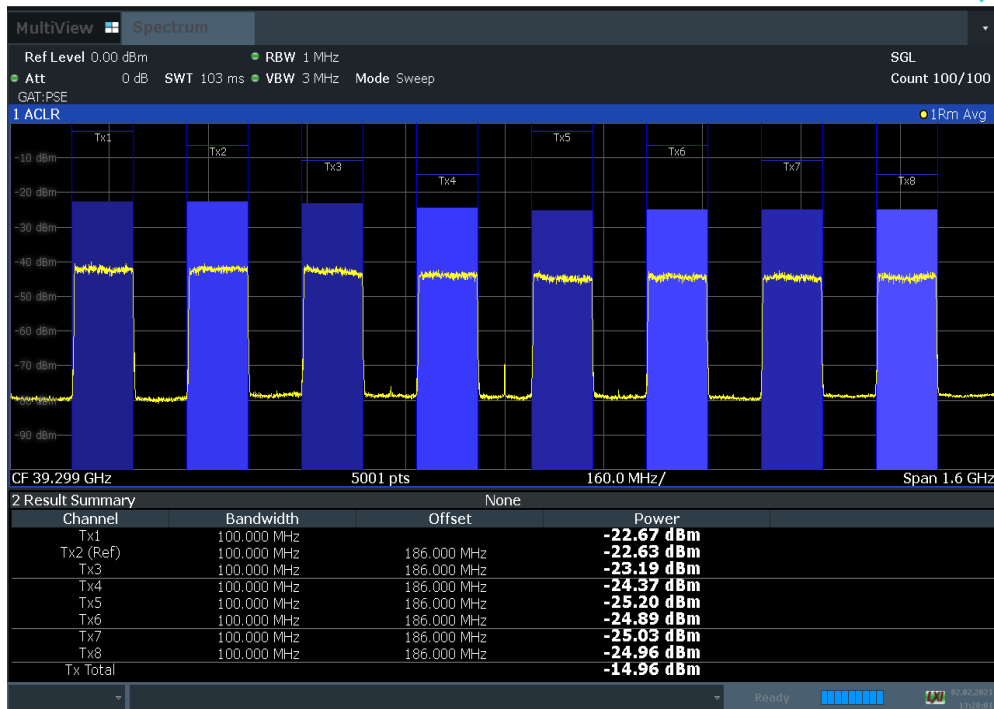 MultiView Spectrum
Ref Level 0.00 dBm RBW 1 MHz SGL
Att 0 dB SWT 103 ms VBW 3 MHz Mode Sweep Count 100/100
GAT:PSE
1 ACLR 1Rm Avg
Tx1 Tx5
Tx2 Tx6
-10 dBm
Tx3 Tx7
Tx4 Tx8
-20 dBm
-30 dBm
-40 dBm
-50 dBm
-60 dBm
-70 dBm
-80 dBm
-90 dBm
CF 39.299 GHz 5001 pts 160.0 MHz/ Span 1.6 GHz
2 Result Summary None
Channel Bandwidth Offset Power
Tx1 100.000 MHz -22.67 dBm
Tx2 (Ref) 100.000 MHz 186.000 MHz -22.63 dBm
Tx3 100.000 MHz 186.000 MHz -23.19 dBm
Tx4 100.000 MHz 186.000 MHz -24.37 dBm
Tx5 100.000 MHz 186.000 MHz -25.20 dBm
Tx6 100.000 MHz 186.000 MHz -24.89 dBm
Tx7 100.000 MHz 186.000 MHz -25.03 dBm
Tx8 100.000 MHz 186.000 MHz -24.96 dBm
Tx Total -14.96 dBm
Ready 02.02.2021
13:28:01